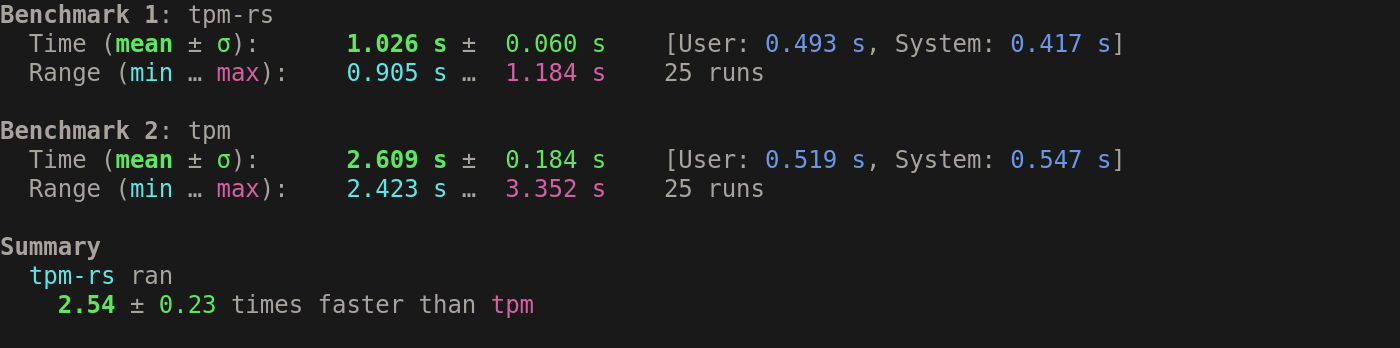 Benchmark 1: tpm-rs
  Time (mean ± σ):      1.026 s ±  0.060 s    [User: 0.493 s, System: 0.417 s]
  Range (min … max):    0.905 s …  1.184 s    25 runs

Benchmark 2: tpm
  Time (mean ± σ):      2.609 s ±  0.184 s    [User: 0.519 s, System: 0.547 s]
  Range (min … max):    2.423 s …  3.352 s    25 runs

Summary
  tpm-rs ran
    2.54 ± 0.23 times faster than tpm